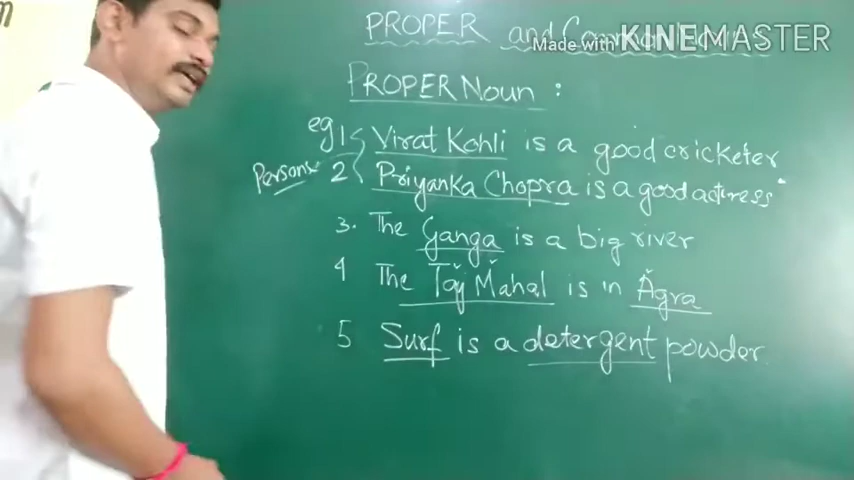 PROPER and
Made with KINEMASTER
PROPER Noun :
eg 1 Virat Kohli is a good cricketer
Persons 2 Priyanka Chopra is a good actress
3. The Ganga is a big river
4 The Taj Mahal is in Agra
5 Surf is a detergent powder